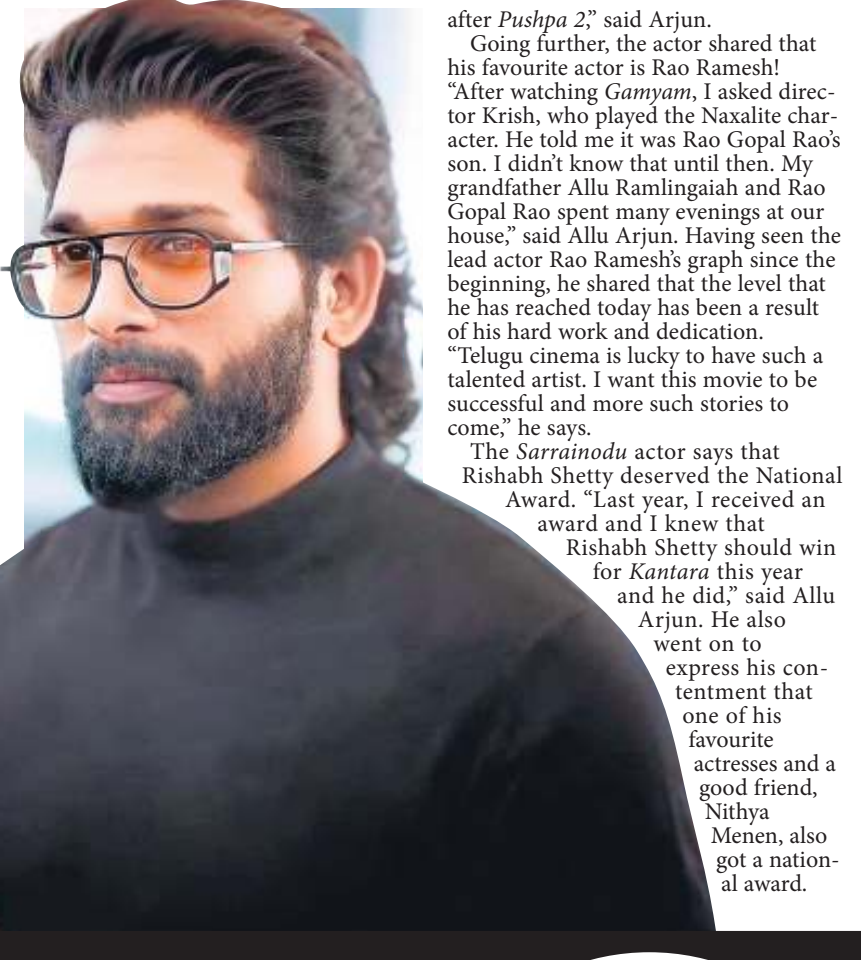 after Pushpa 2,” said Arjun.
Going further, the actor shared that
his favourite actor is Rao Ramesh!
“After watching Gamyam, I asked direc-
tor Krish, who played the Naxalite char-
acter. He told me it was Rao Gopal Rao’s
son. I didn’t know that until then. My
grandfather Allu Ramlingaiah and Rao
Gopal Rao spent many evenings at our
house,” said Allu Arjun. Having seen the
lead actor Rao Ramesh’s graph since the
beginning, he shared that the level that
he has reached today has been a result
of his hard work and dedication.
“Telugu cinema is lucky to have such a
talented artist. I want this movie to be
successful and more such stories to
come,” he says.
The Sarrainodu actor says that
Rishabh Shetty deserved the National
Award. “Last year, I received an
award and I knew that
Rishabh Shetty should win
for Kantara this year
and he did,” said Allu
Arjun. He also
went on to
express his con-
tentment that
one of his
favourite
actresses and a
good friend,
Nithya
Menen, also
got a nation-
al award.